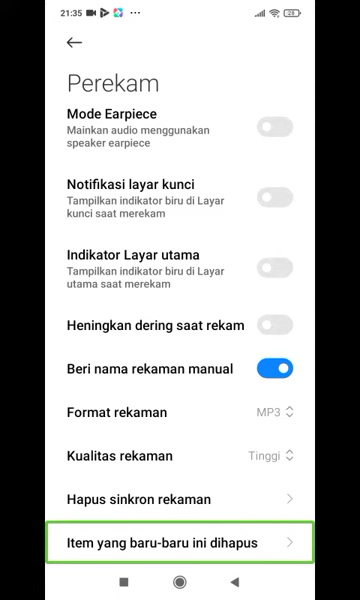 21:35
28
Perekam
Mode Earpiece
Mainkan audio menggunakan
speaker earpiece
Notifikasi layar kunci
Tampilkan indikator biru di Layar
kunci saat merekam
Indikator Layar utama
Tampilkan indikator biru di Layar
utama saat merekam
Heningkan dering saat rekam
Beri nama rekaman manual
Format rekaman
MP3
Kualitas rekaman
Tinggi
Hapus sinkron rekaman
Item yang baru-baru ini dihapus